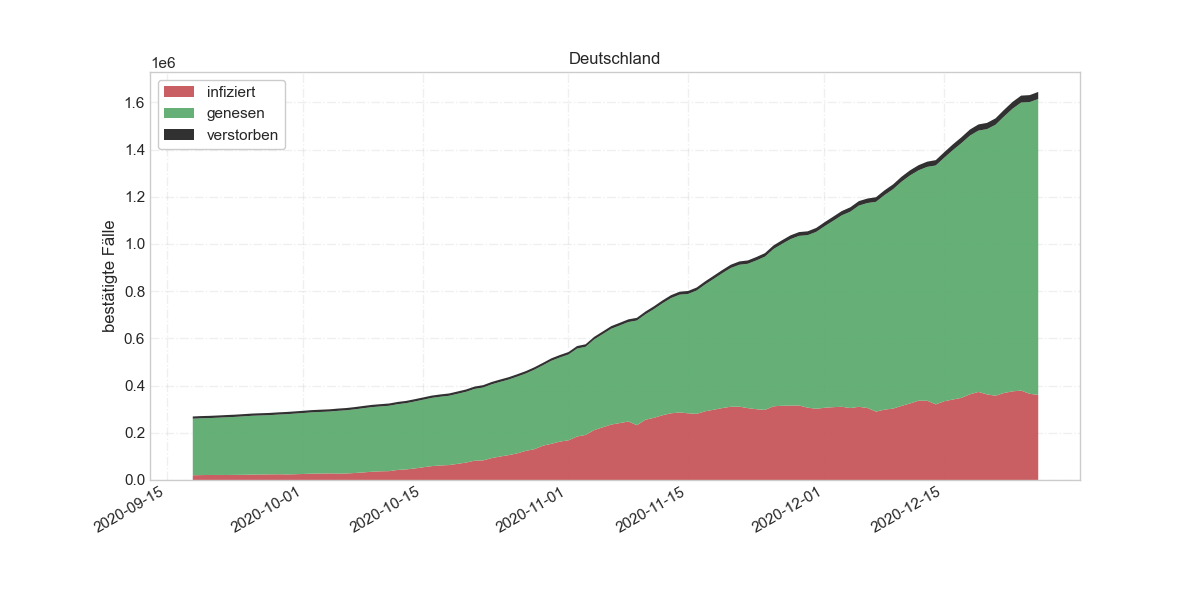 Deutschland
1e6
infiziert
genesen
verstorben
bestätigte Fälle
1.6
1.4
1.2
1.0
0.8
0.6
0.4
0.2
0.0
2020-09-15
2020-10-01
2020-10-15
2020-11-01
2020-11-15
2020-12-01
2020-12-15